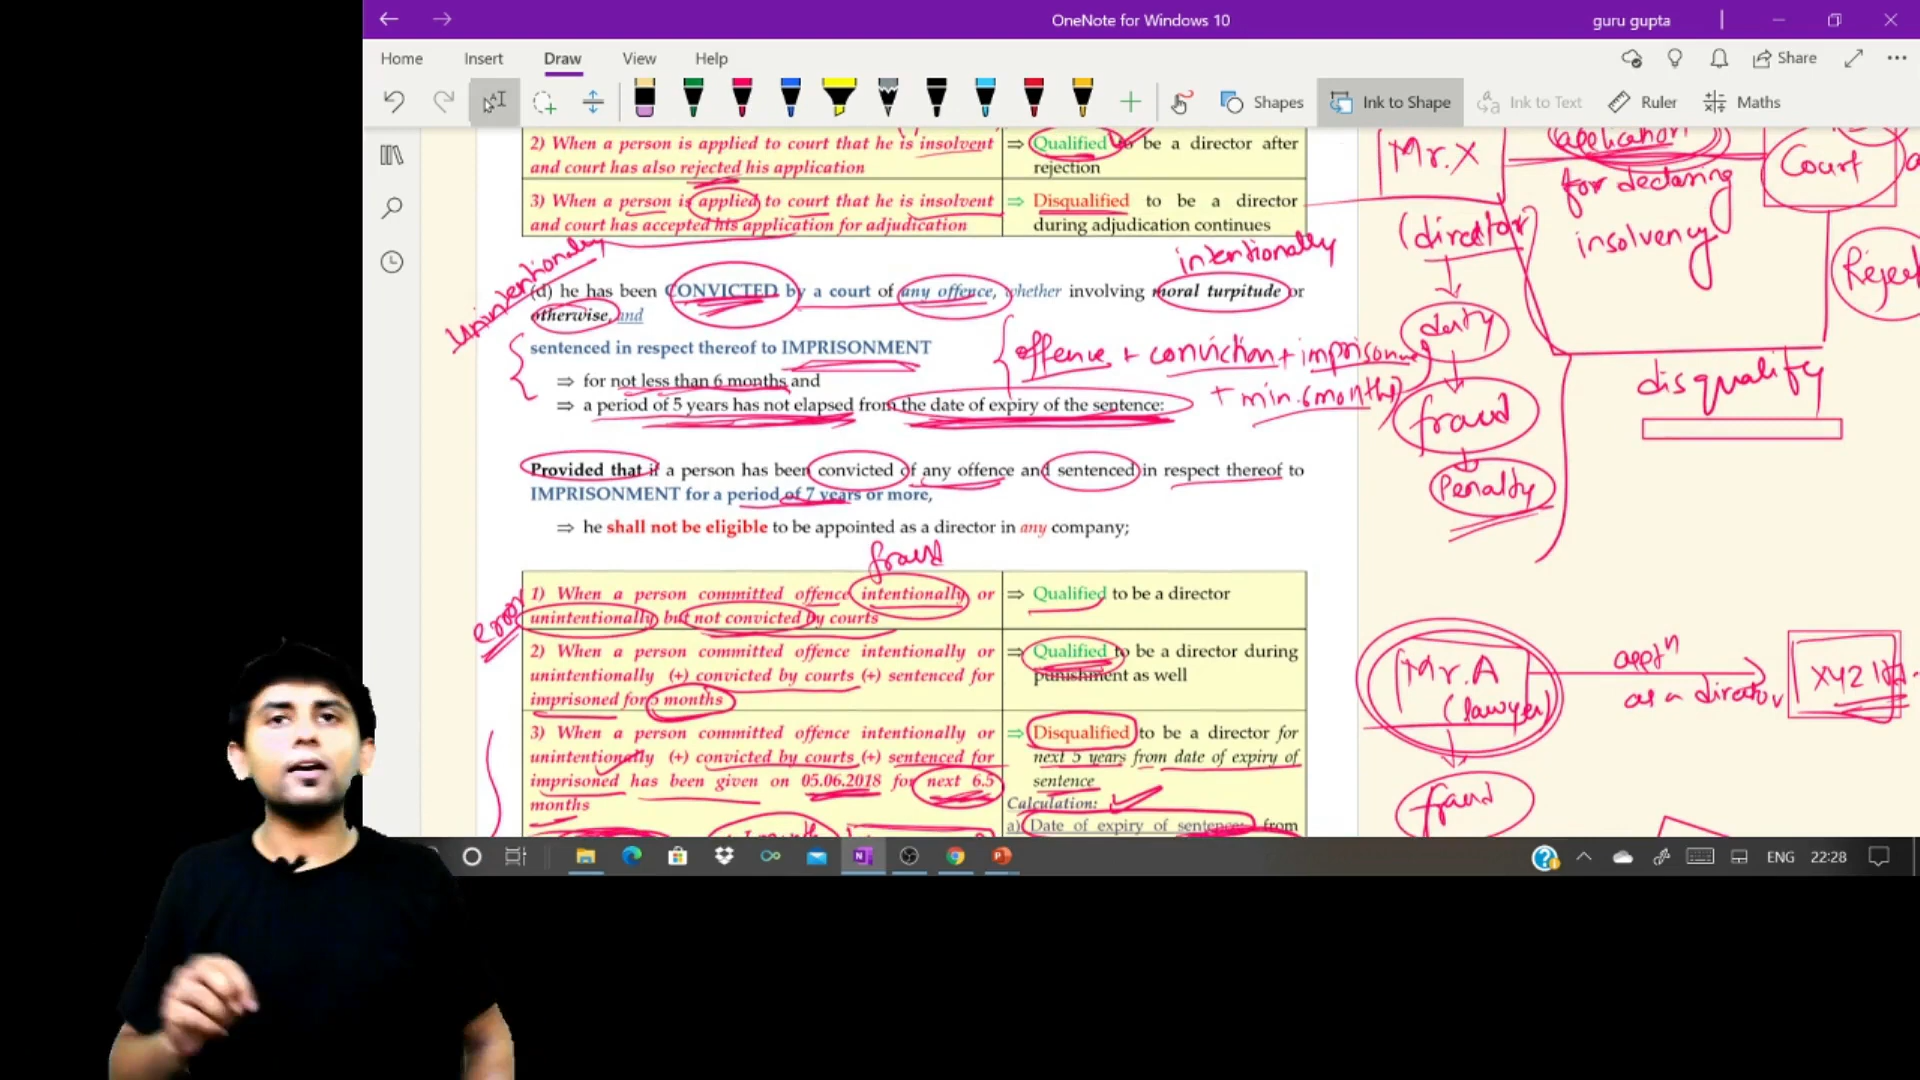 OneNote for Windows 10
guru gupta
Home Insert Draw View Help
Share
Shapes
Ink to Shape
Ink to Text
Ruler
Maths
2) When a person is applied to court that he is insolvent
and court has also rejected his application
⇒ Qualified to be a director after
rejection
3) When a person is applied to court that he is insolvent
and court has accepted his application for adjudication
⇒ Disqualified to be a director
during adjudication continues
unintentionally
intentionally
(d) he has been CONVICTED by a court of any offence, whether involving moral turpitude or
otherwise, and
sentenced in respect thereof to IMPRISONMENT
⇒ for not less than 6 months and
⇒ a period of 5 years has not elapsed from the date of expiry of the sentence:
offence + conviction + imprisonme
+ min. 6 months
Provided that if a person has been convicted of any offence and sentenced in respect thereof to
IMPRISONMENT for a period of 7 years or more,
⇒ he shall not be eligible to be appointed as a director in any company;
fraud
error
1) When a person committed offence intentionally or
unintentionally but not convicted by courts
⇒ Qualified to be a director
2) When a person committed offence intentionally or
unintentionally (+) convicted by courts (+) sentenced for
imprisoned for 5 months
⇒ Qualified to be a director during
punishment as well
3) When a person committed offence intentionally or
unintentionally (+) convicted by courts (+) sentenced for
imprisoned has been given on 05.06.2018 for next 6.5
months
⇒ Disqualified to be a director for
next 5 years from date of expiry of
sentence
Calculation:
a) Date of expiry of sentence: from
Mr. X
(director)
duty
fraud
Penalty
application
for declaring
insolvency
Court
Reject
disqualify
Mr. A
(lawyer)
fraud
apptn
as a director
XYZ ltd.
ENG
22:28